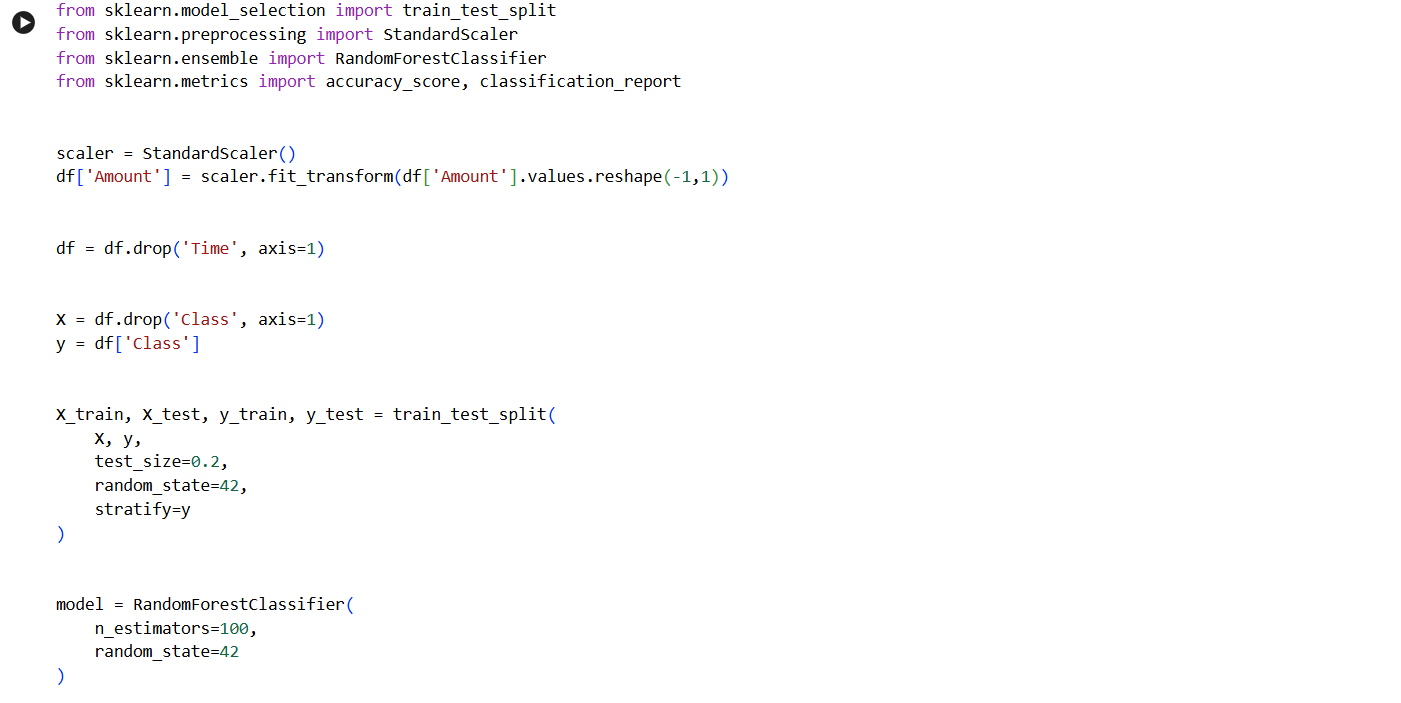 from sklearn.model_selection import train_test_split
from sklearn.preprocessing import StandardScaler
from sklearn.ensemble import RandomForestClassifier
from sklearn.metrics import accuracy_score, classification_report
scaler = StandardScaler()
df['Amount'] = scaler.fit_transform(df['Amount'].values.reshape(-1,1))
df = df.drop('Time', axis=1)
X = df.drop('Class', axis=1)
y = df['Class']
X_train, X_test, y_train, y_test = train_test_split(
    X, y,
    test_size=0.2,
    random_state=42,
    stratify=y
)
model = RandomForestClassifier(
    n_estimators=100,
    random_state=42
)